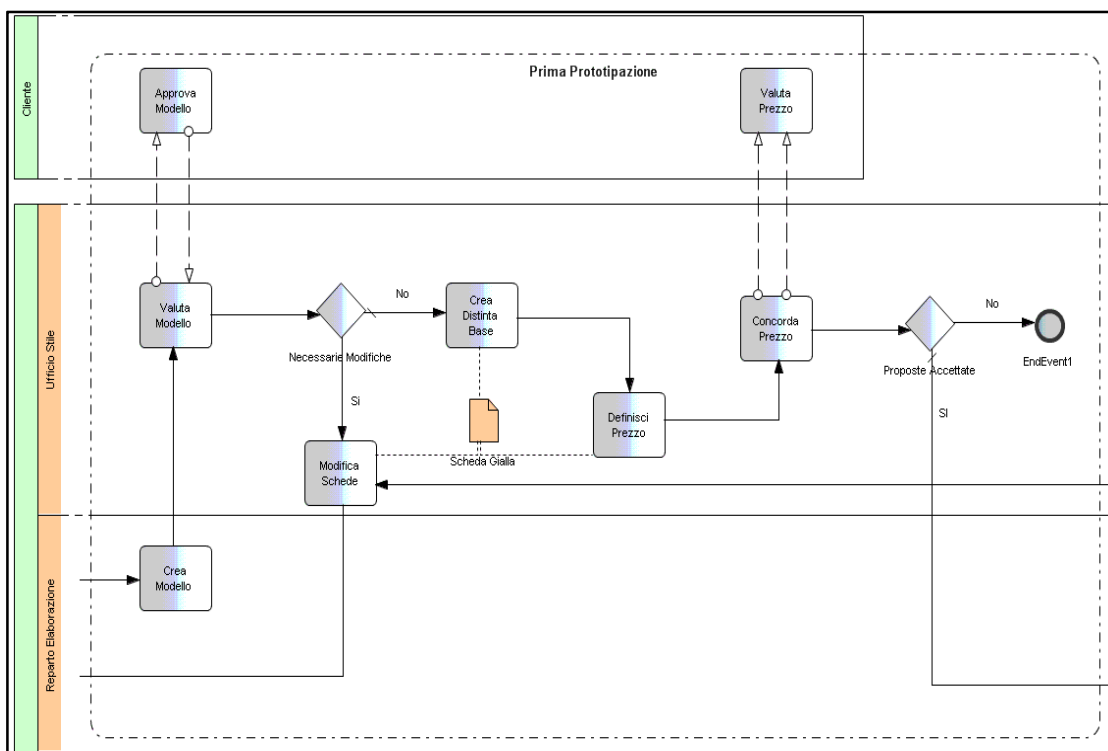 Cliente
Prima Prototipazione
Approva
Modello
Valuta
Prezzo
Ufficio Stile
Valuta
Modello
Necessarie Modifiche
No
Si
Crea
Distinta
Base
Scheda Gialla
Modifica
Schede
Definisci
Prezzo
Concorda
Prezzo
Proposte Accettate
No
SI
EndEvent1
Reparto Elaborazione
Crea
Modello